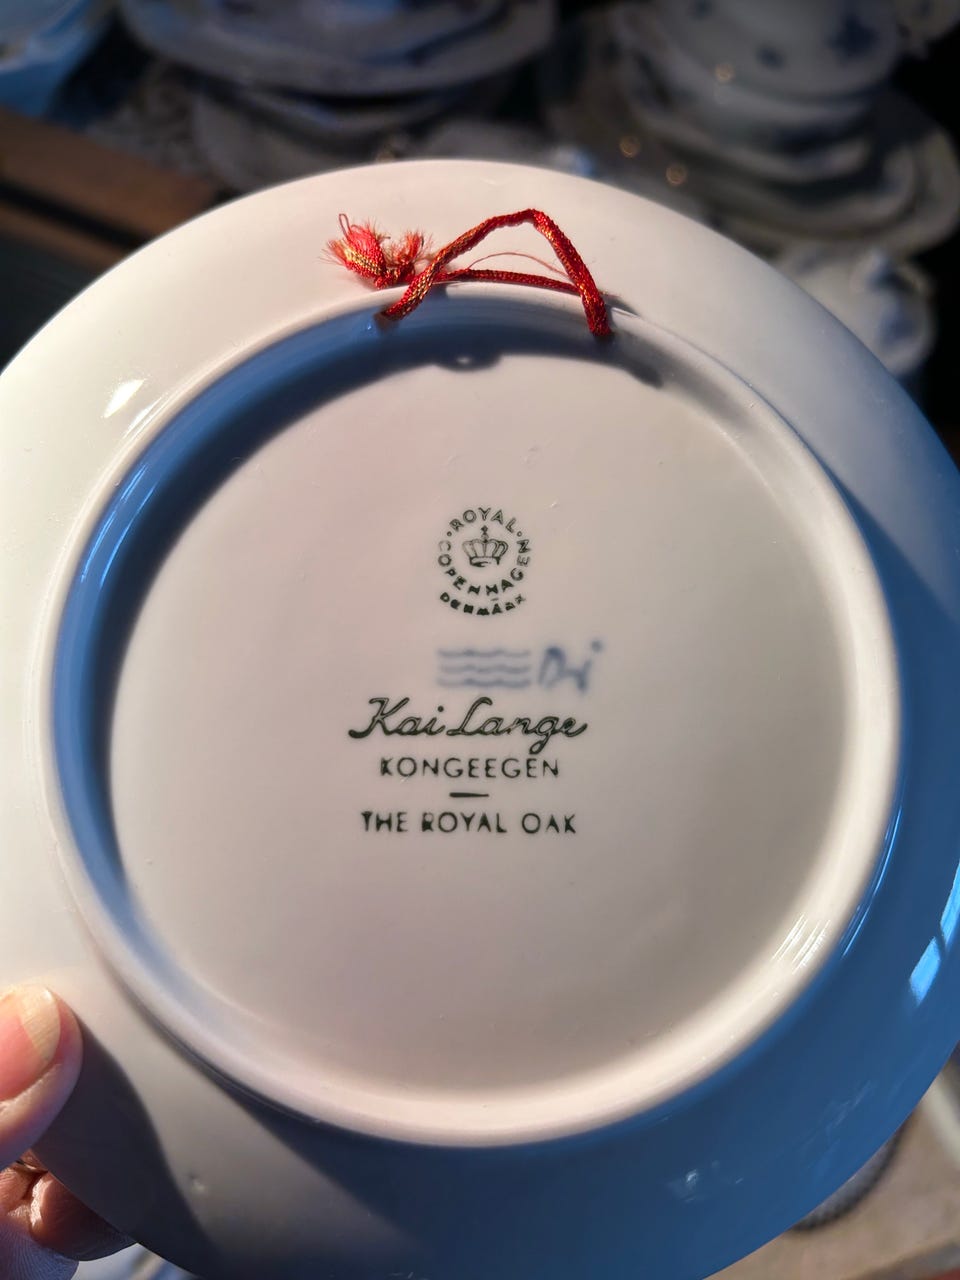 ROYAL
COPENHAGEN
DENMARK
Kai Lange
KONGEEGEN
THE ROYAL OAK